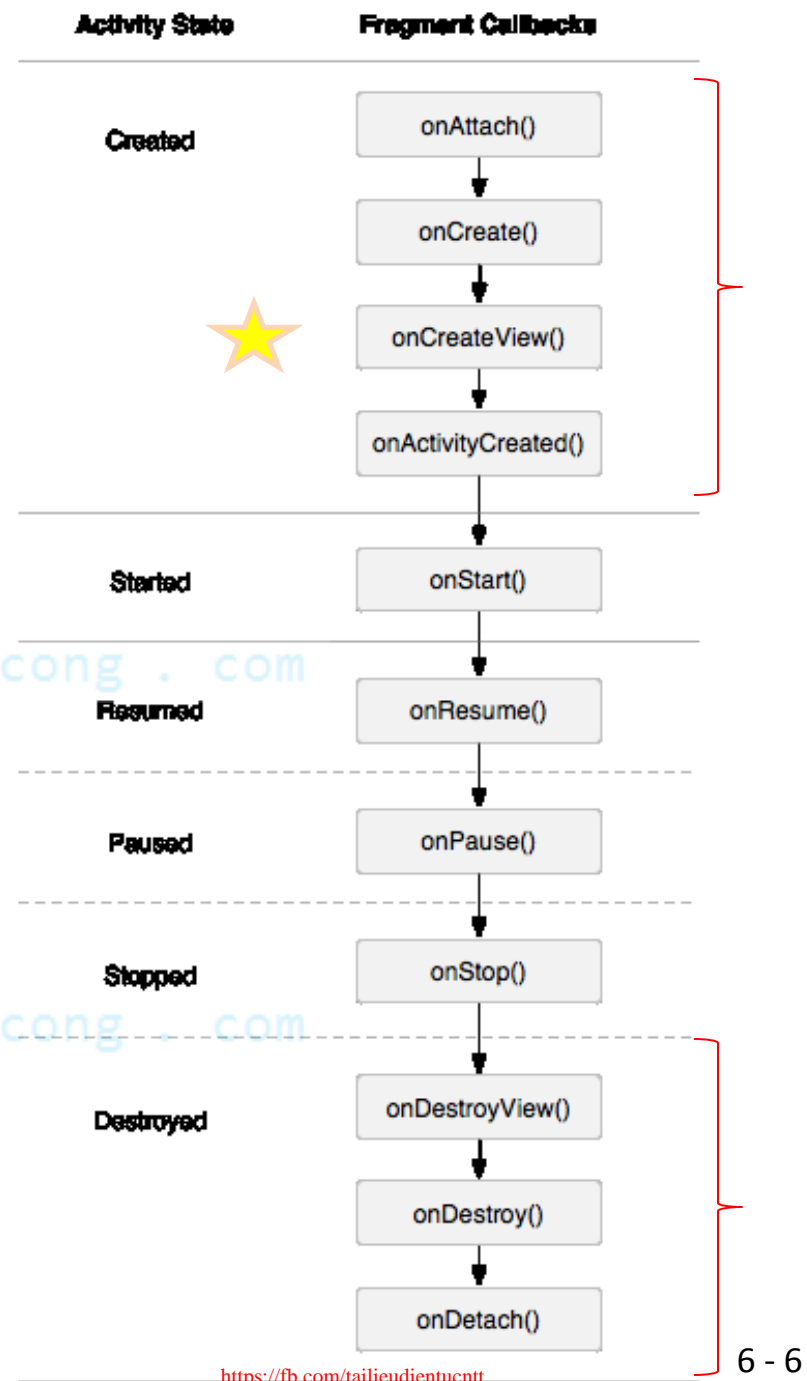 Activity State Fragment Callbacks
Created
onAttach()
onCreate()
onCreateView()
onActivityCreated()
Started
onStart()
cong . com
Resumed
onResume()
Paused
onPause()
Stopped
onStop()
cong . com
Destroyed
onDestroyView()
onDestroy()
onDetach()
https://fb.com/tailieudientucntt
6 - 6